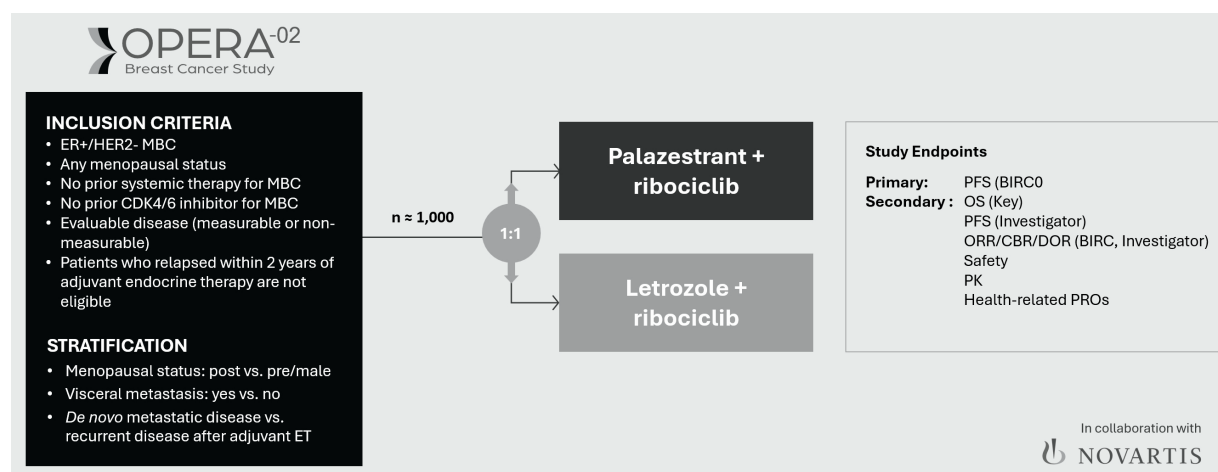 OPERA-02
Breast Cancer Study
INCLUSION CRITERIA
• ER+/HER2- MBC
• Any menopausal status
• No prior systemic therapy for MBC
• No prior CDK4/6 inhibitor for MBC
• Evaluable disease (measurable or non-
measurable)
• Patients who relapsed within 2 years of
adjuvant endocrine therapy are not
eligible
STRATIFICATION
• Menopausal status: post vs. pre/male
• Visceral metastasis: yes vs. no
• De novo metastatic disease vs.
recurrent disease after adjuvant ET
n ≈ 1,000
1:1
Palazestrant +
ribociclib
Letrozole +
ribociclib
Study Endpoints
Primary: PFS (BIRC0
Secondary : OS (Key)
PFS (Investigator)
ORR/CBR/DOR (BIRC, Investigator)
Safety
PK
Health-related PROs
In collaboration with
NOVARTIS